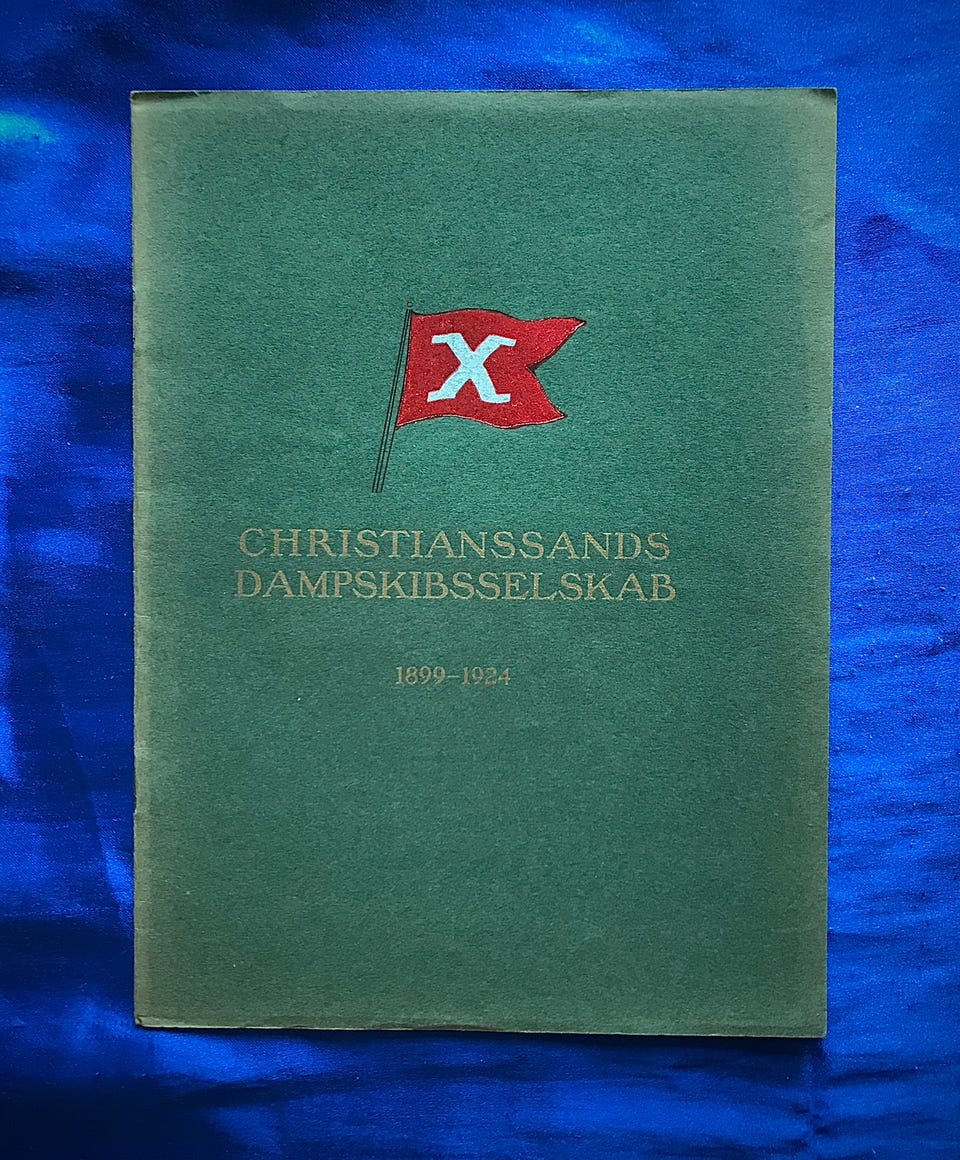 X
CHRISTIANSSANDS
DAMPSKIBSSELSKAB
1899-1924